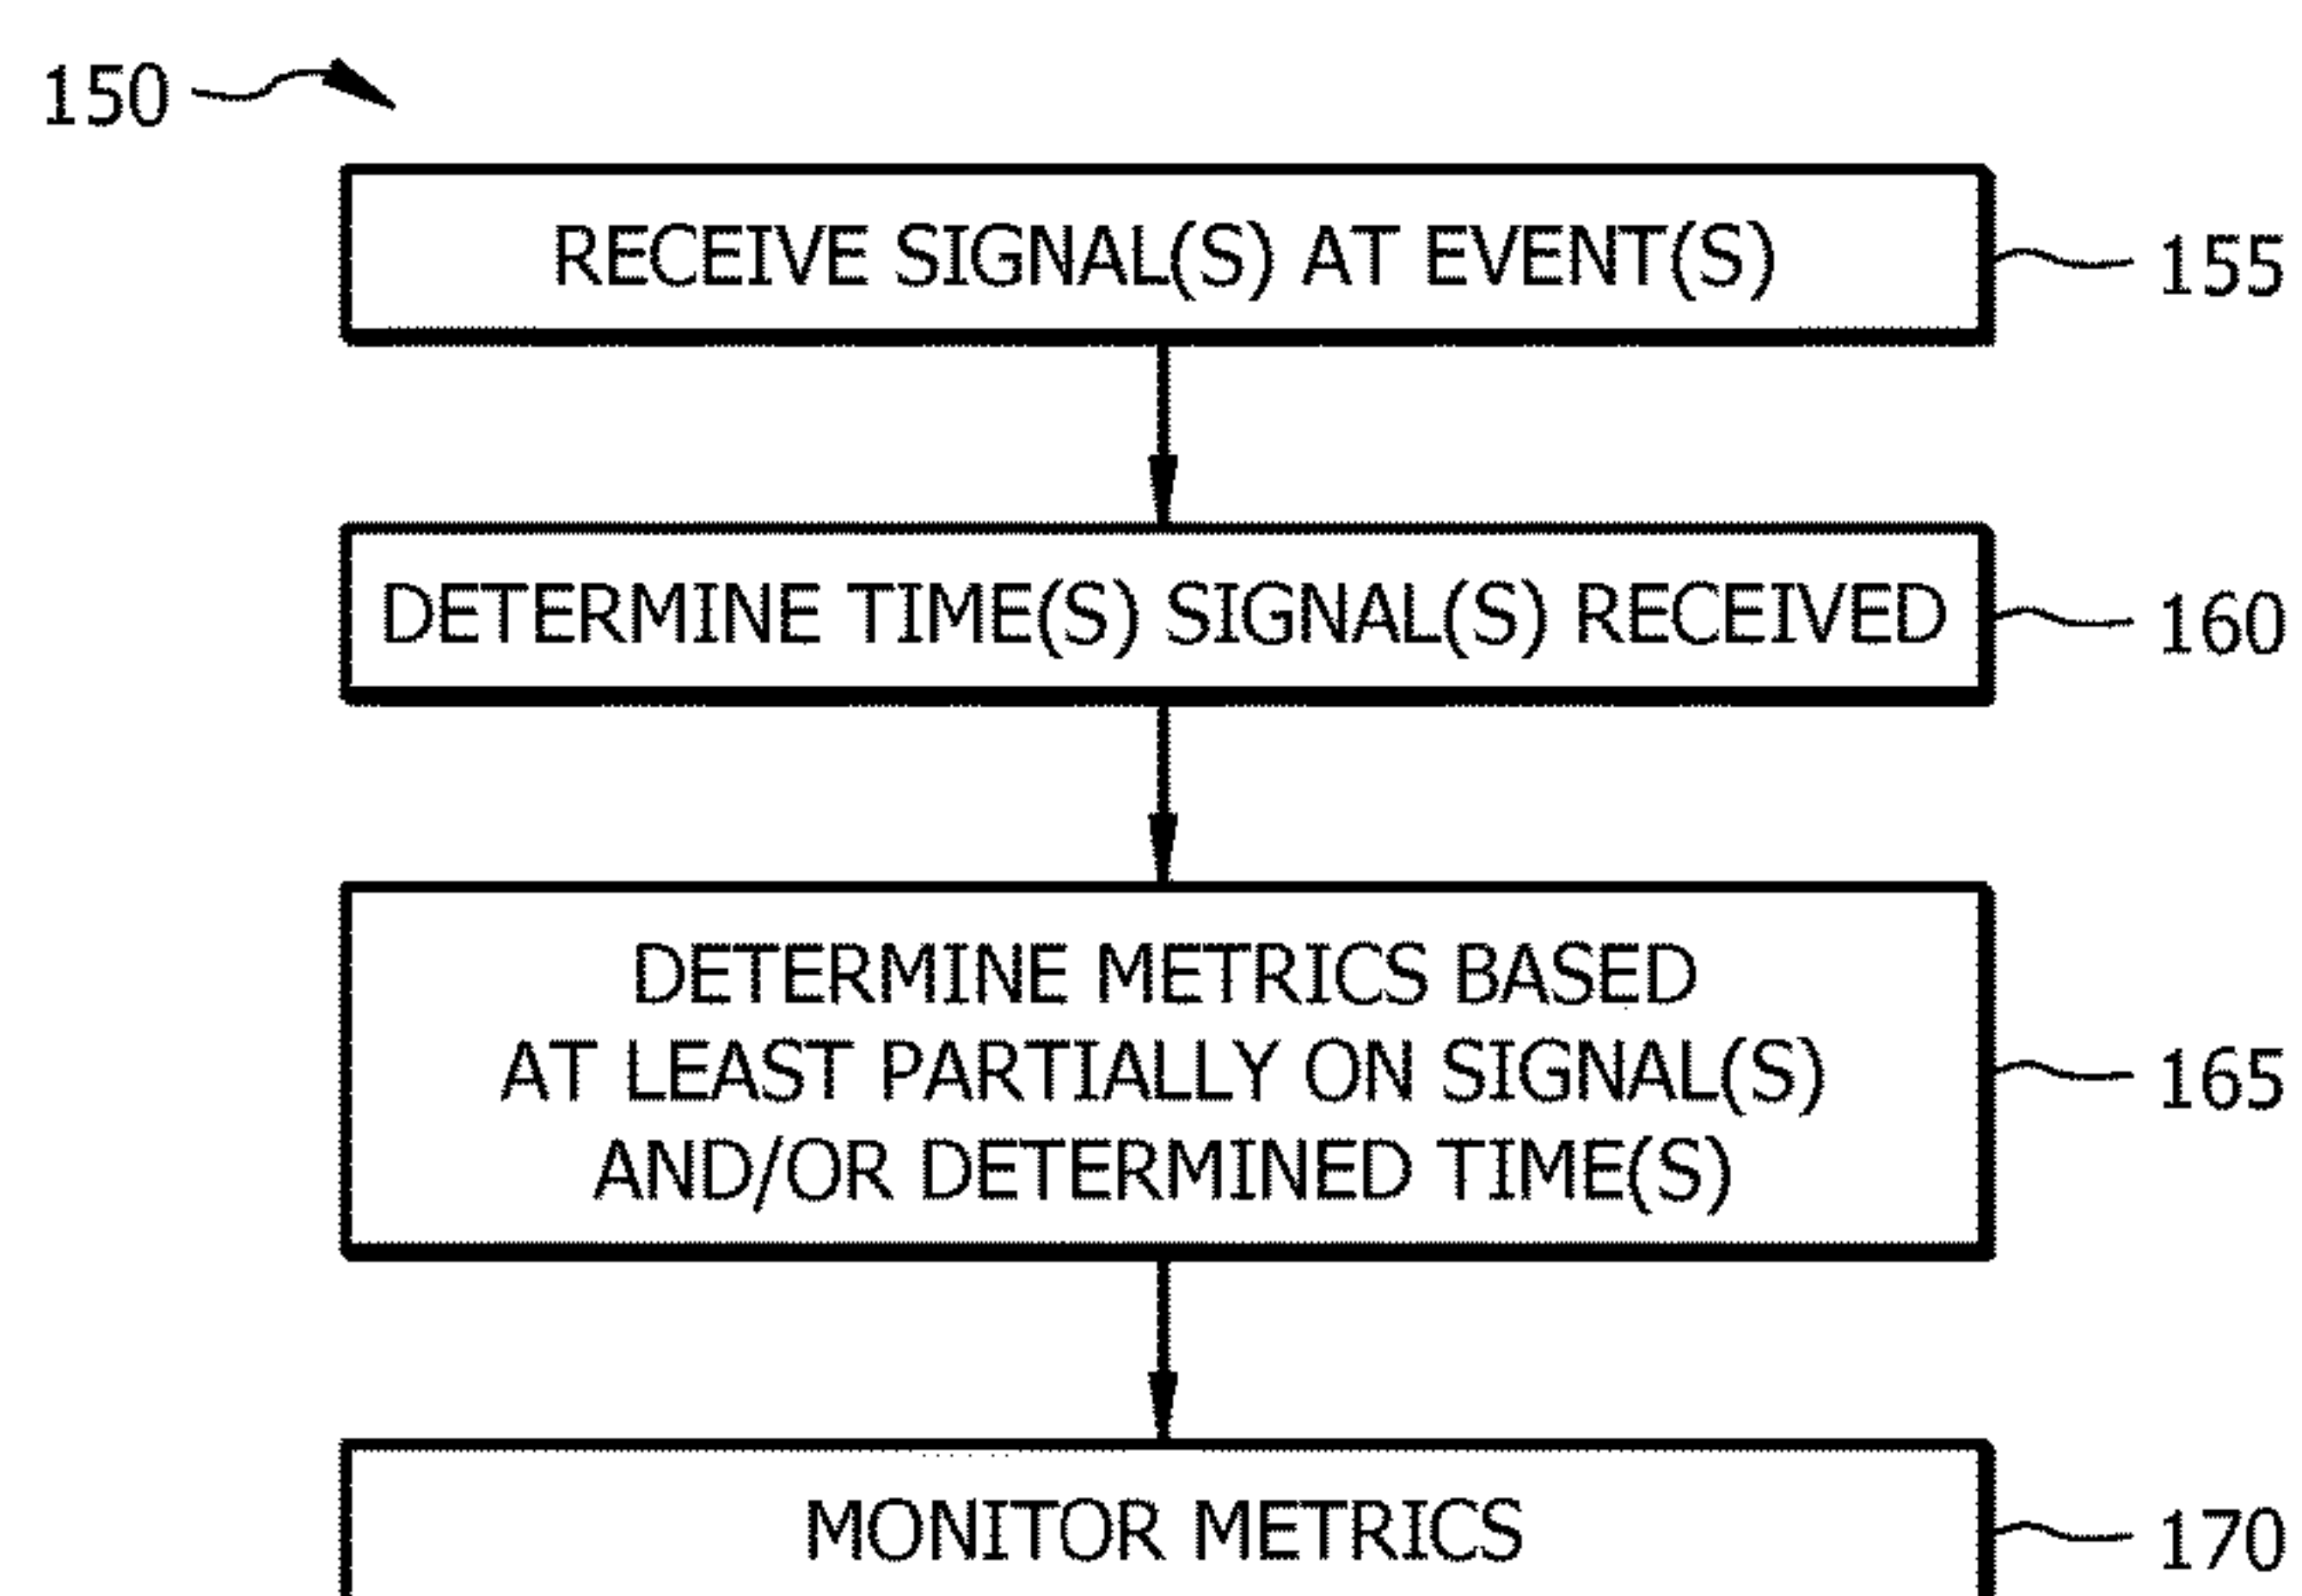 150
RECEIVE SIGNAL(S) AT EVENT(S)
155
DETERMINE TIME(S) SIGNAL(S) RECEIVED
160
DETERMINE METRICS BASED
AT LEAST PARTIALLY ON SIGNAL(S)
AND/OR DETERMINED TIME(S)
165
MONITOR METRICS
170